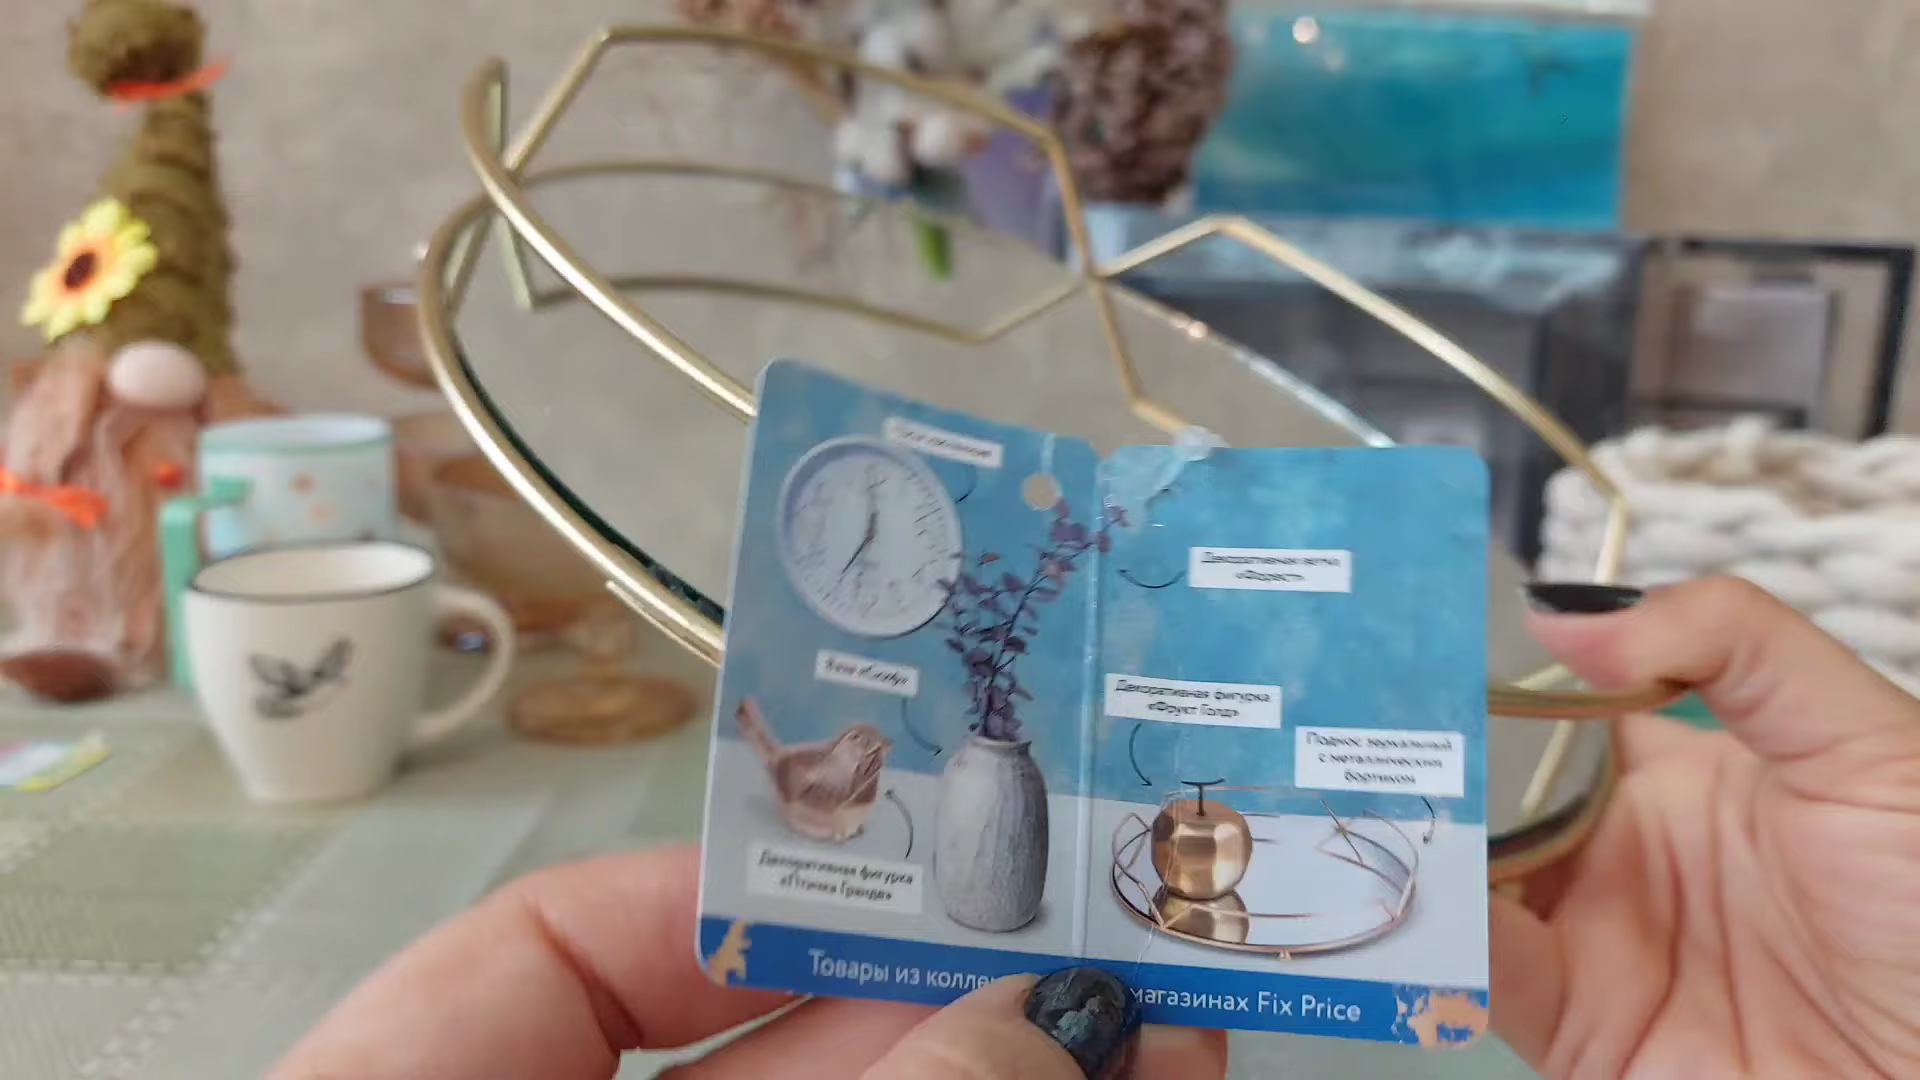 Декоративная ветка
«Форест»
Декоративная фигурка
«Фрукт Голд»
Поднос зеркальный
с металлическим
бортиком
Декоративная фигурка
«Птичка Гранде»
Товары из
магазинах Fix Price